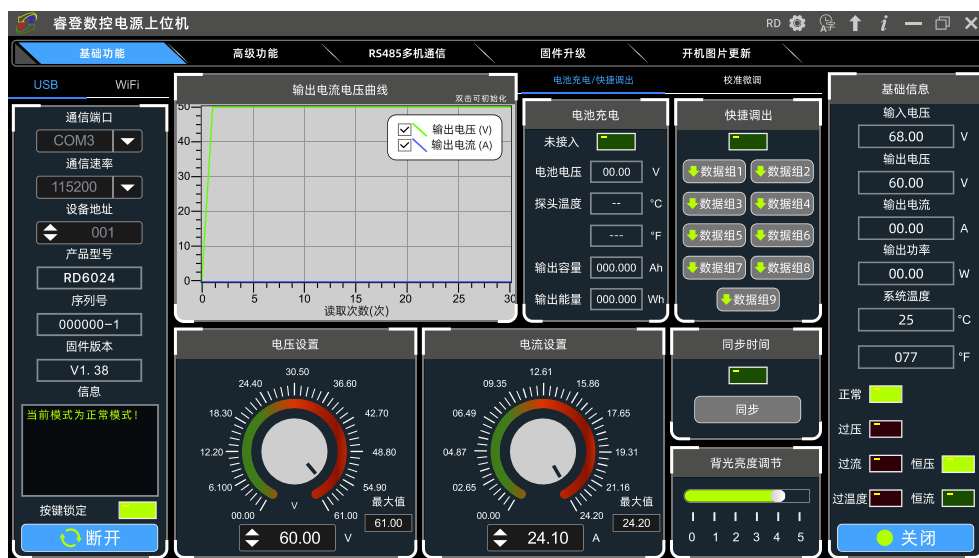 睿登数控电源上位机
RD
基础功能
高级功能
RS485多机通信
固件升级
开机图片更新
USB
WiFi
通信端口
COM3
通信速率
115200
设备地址
001
产品型号
RD6024
序列号
000000-1
固件版本
V1.38
信息
当前模式为正常模式!
按键锁定
断开
输出电流电压曲线
双击可初始化
输出电压 (V)
输出电流 (A)
50
40
30
20
10
0
0 5 10 15 20 25 30
读取次数(次)
电池充电/快捷调出
校准微调
电池充电
未接入
电池电压 00.00 V
探头温度 -- °C
--- °F
输出容量 000.000 Ah
输出能量 000.000 Wh
快捷调出
数据组1 数据组2
数据组3 数据组4
数据组5 数据组6
数据组7 数据组8
数据组9
电压设置
30.50
24.40 36.60
18.30 42.70
12.20 48.80
6.100 54.90
00.00 V 61.00
最大值
61.00
60.00 V
电流设置
12.61
09.35 15.86
06.49 17.65
04.87 19.31
02.65 21.16
00.00 24.20
最大值
24.20
24.10 A
同步时间
同步
背光亮度调节
0 1 2 3 4 5
基础信息
输入电压
68.00 V
输出电压
60.00 V
输出电流
00.00 A
输出功率
00.00 W
系统温度
25 °C
077 °F
正常
过压
过流 恒压
过温度 恒流
关闭